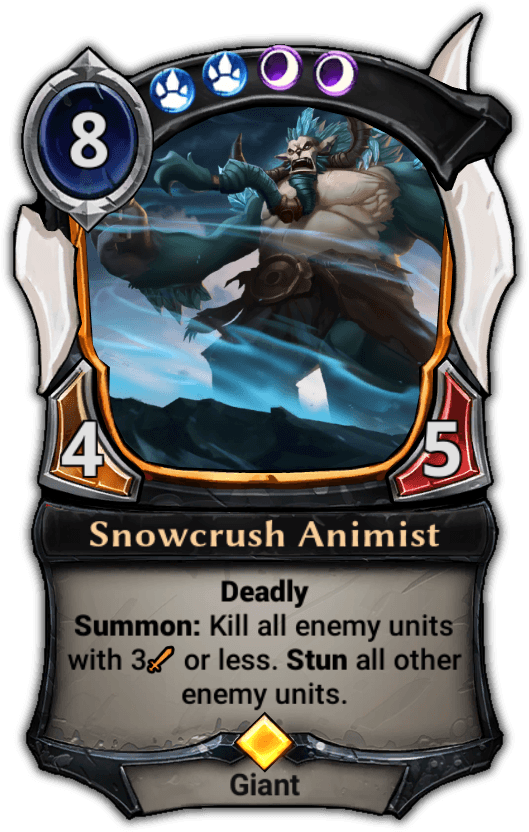 8
4
5
Snowcrush Animist
Deadly
Summon: Kill all enemy units
with 3 or less. Stun all other
enemy units.
Giant